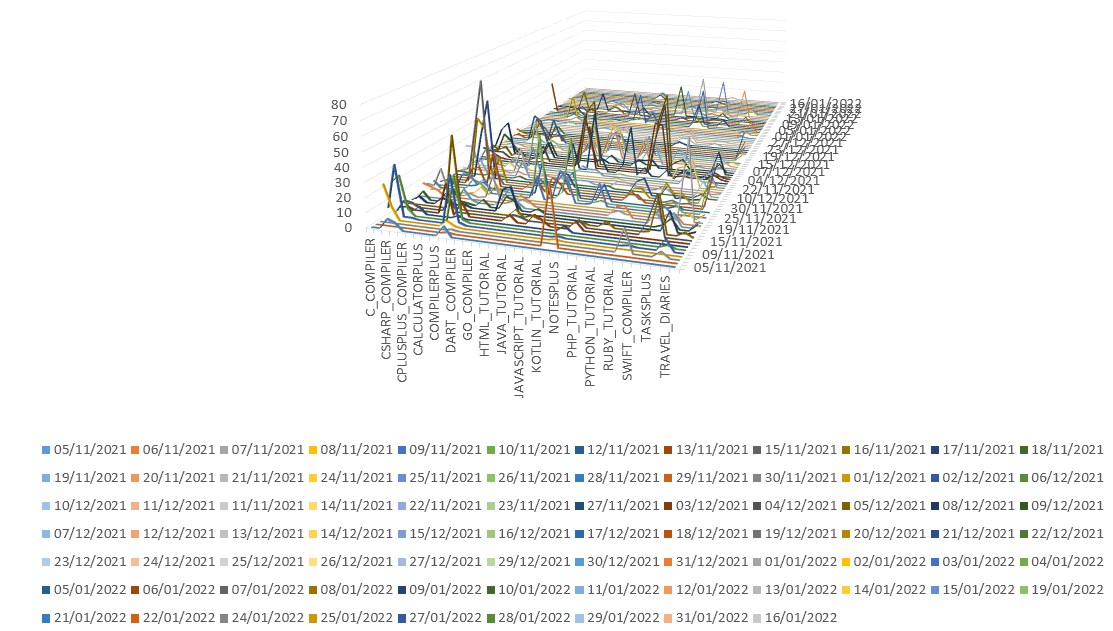 80
70
60
50
40
30
20
10
0
16/01/2022
05/01/2022
01/01/2022
27/12/2021
23/12/2021
19/12/2021
15/12/2021
07/12/2021
04/12/2021
22/11/2021
10/12/2021
30/11/2021
25/11/2021
19/11/2021
15/11/2021
09/11/2021
05/11/2021
C_COMPILER
CSHARP_COMPILER
CPLUSPLUS_COMPILER
CALCULATORPLUS
COMPILERPLUS
DART_COMPILER
GO_COMPILER
HTML_TUTORIAL
JAVA_TUTORIAL
JAVASCRIPT_TUTORIAL
KOTLIN_TUTORIAL
NOTESPLUS
PHP_TUTORIAL
PYTHON_TUTORIAL
RUBY_TUTORIAL
SWIFT_COMPILER
TASKSPLUS
TRAVEL_DIARIES
05/11/2021 06/11/2021 07/11/2021 08/11/2021 09/11/2021 10/11/2021 12/11/2021 13/11/2021 15/11/2021 16/11/2021 17/11/2021 18/11/2021
19/11/2021 20/11/2021 21/11/2021 24/11/2021 25/11/2021 26/11/2021 28/11/2021 29/11/2021 30/11/2021 01/12/2021 02/12/2021 06/12/2021
10/12/2021 11/12/2021 11/11/2021 14/11/2021 22/11/2021 23/11/2021 27/11/2021 03/12/2021 04/12/2021 05/12/2021 08/12/2021 09/12/2021
07/12/2021 12/12/2021 13/12/2021 14/12/2021 15/12/2021 16/12/2021 17/12/2021 18/12/2021 19/12/2021 20/12/2021 21/12/2021 22/12/2021
23/12/2021 24/12/2021 25/12/2021 26/12/2021 27/12/2021 29/12/2021 30/12/2021 31/12/2021 01/01/2022 02/01/2022 03/01/2022 04/01/2022
05/01/2022 06/01/2022 07/01/2022 08/01/2022 09/01/2022 10/01/2022 11/01/2022 12/01/2022 13/01/2022 14/01/2022 15/01/2022 19/01/2022
21/01/2022 22/01/2022 24/01/2022 25/01/2022 27/01/2022 28/01/2022 29/01/2022 31/01/2022 16/01/2022